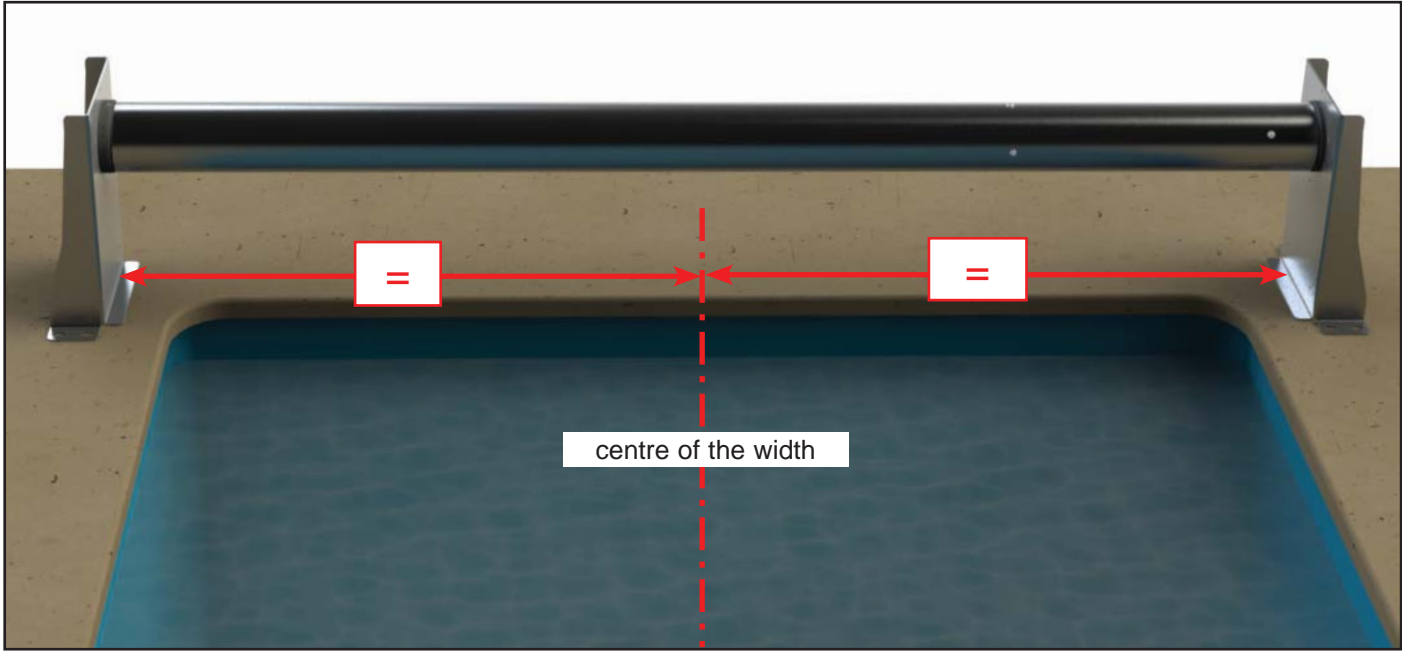 =
=
centre of the width